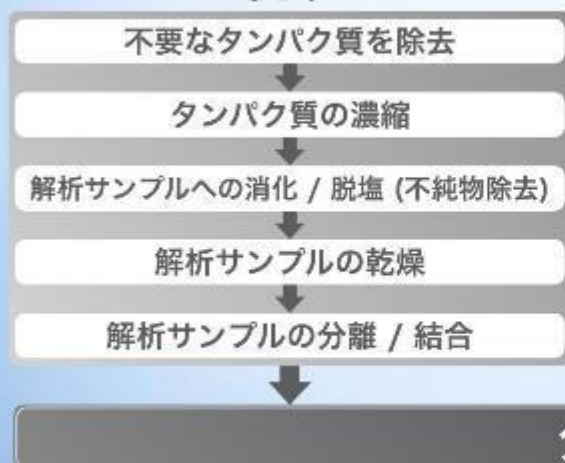 不要なタンパク質を除去
タンパク質の濃縮
解析サンプルへの消化 / 脱塩 (不純物除去)
解析サンプルの乾燥
解析サンプルの分離 / 結合